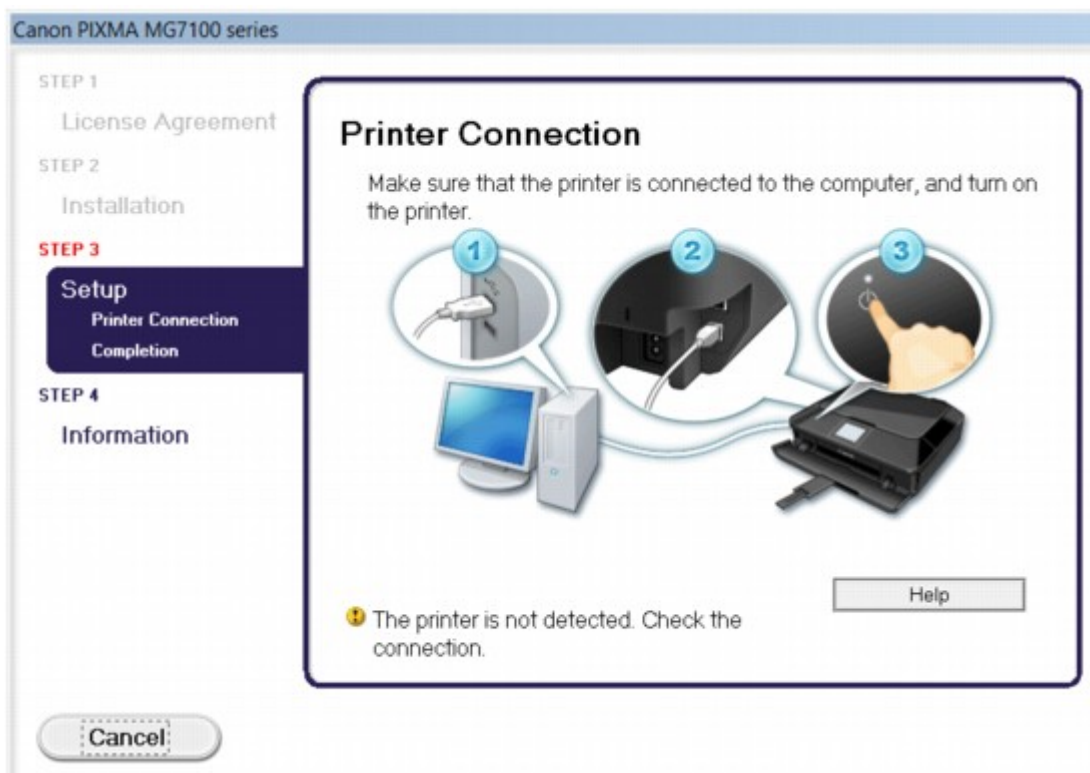 Canon PIXMA MG7100 series
STEP 1
License Agreement
STEP 2
Installation
STEP 3
Setup
Printer Connection
Completion
STEP 4
Information
Printer Connection
Make sure that the printer is connected to the computer, and turn on
the printer.
1
2
3
Help
The printer is not detected. Check the
connection.
Cancel